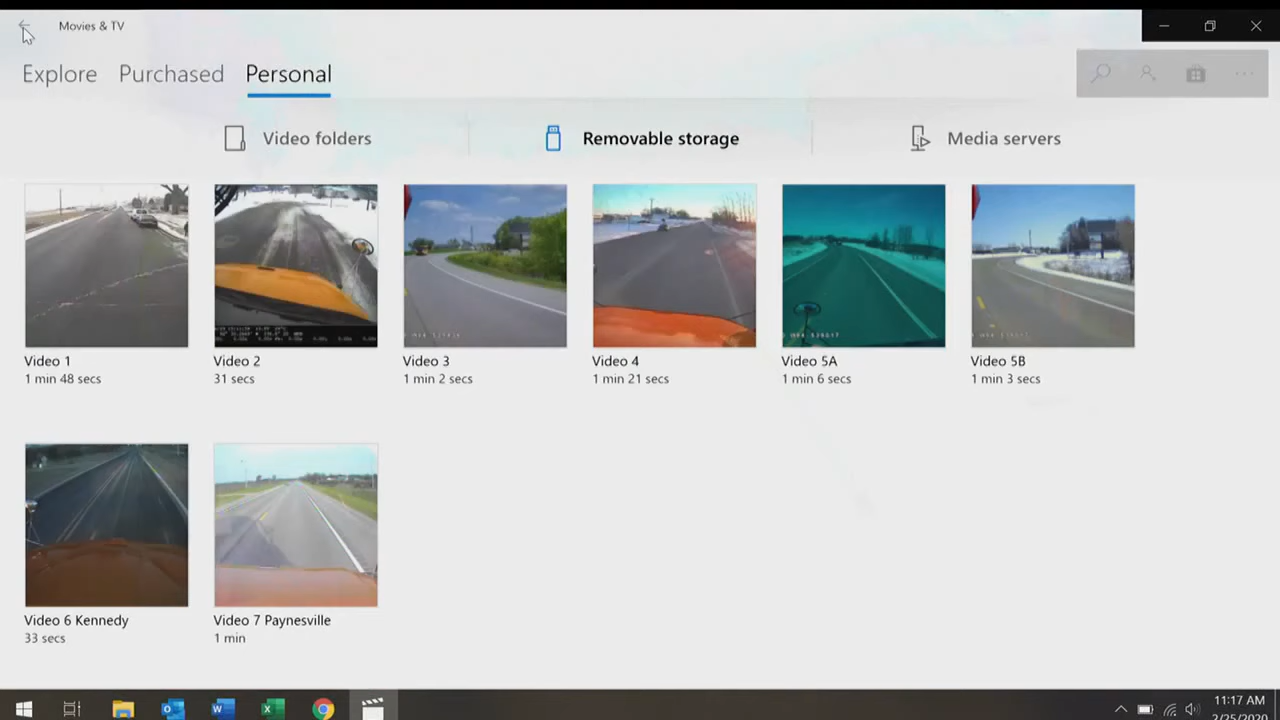 Movies & TV
Explore Purchased Personal
Video folders
Removable storage
Media servers
Video 1
1 min 48 secs
Video 2
31 secs
Video 3
1 min 2 secs
Video 4
1 min 21 secs
Video 5A
1 min 6 secs
Video 5B
1 min 3 secs
Video 6 Kennedy
33 secs
Video 7 Paynesville
1 min
11:17 AM
2/25/2020